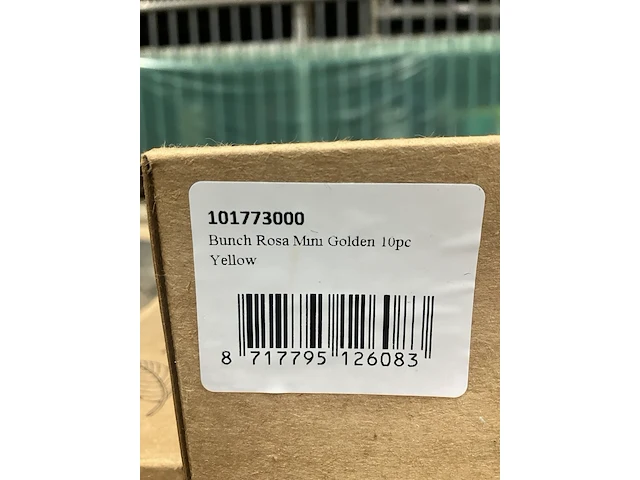 101773000
Bunch Rosa Mini Golden 10pc
Yellow
8 717795 126083